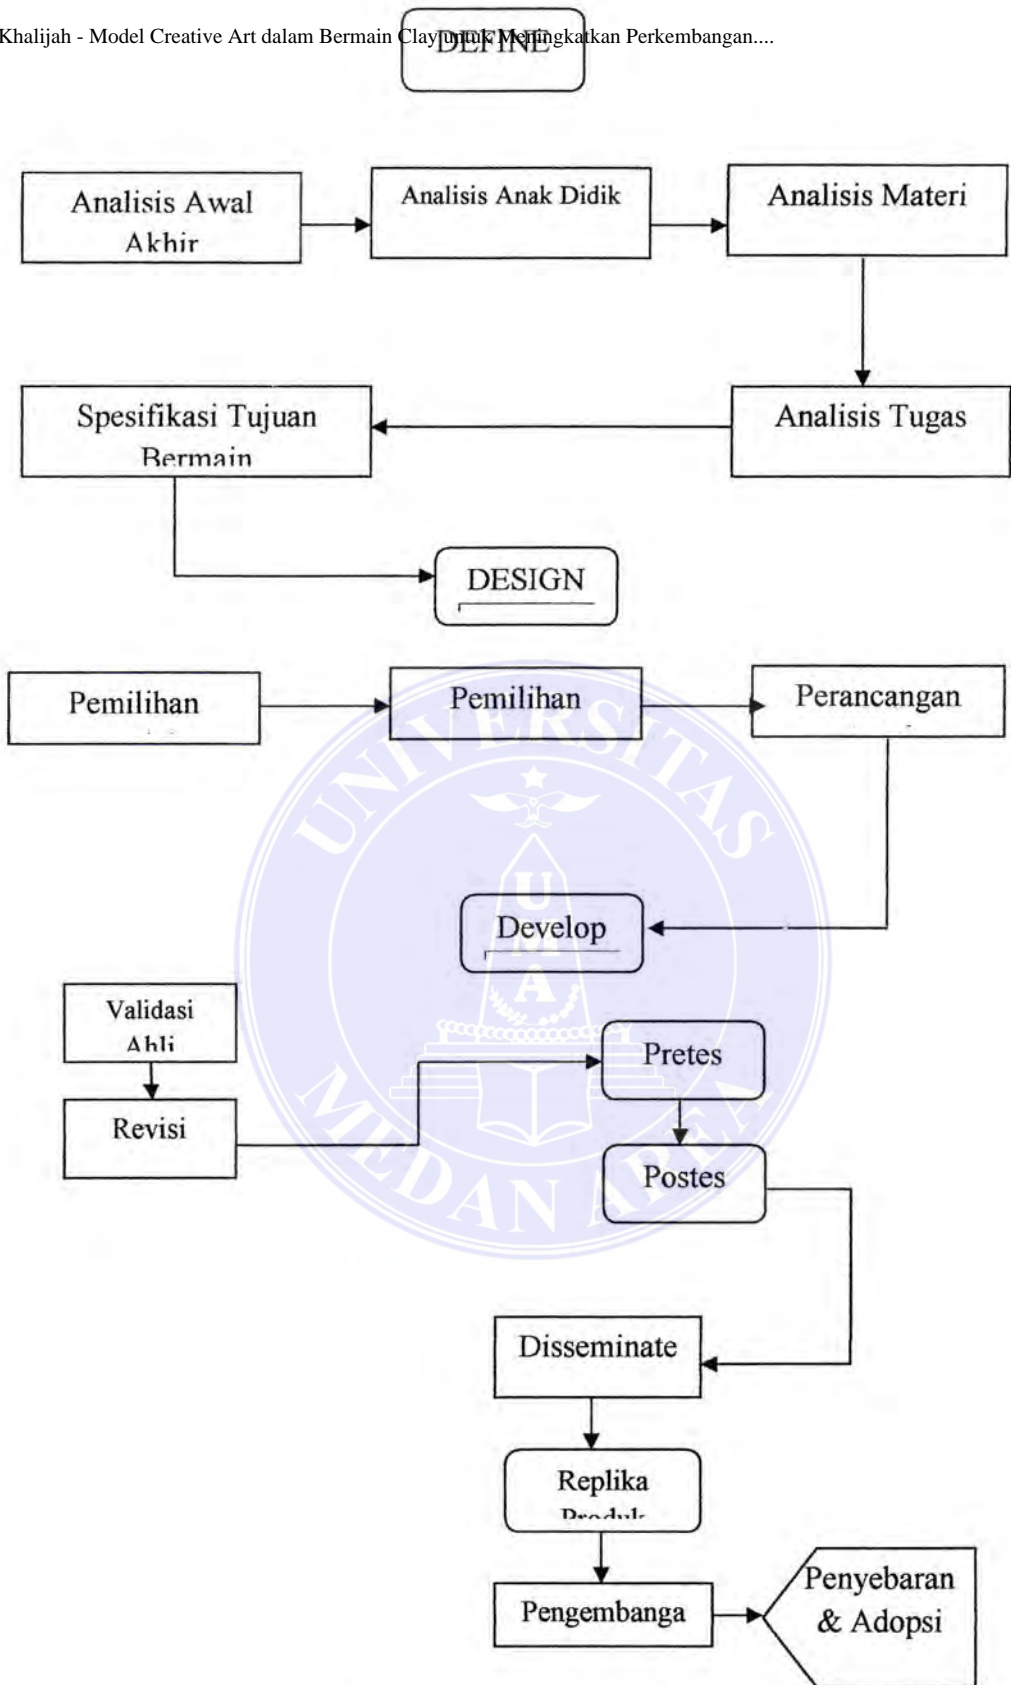 Khalijah - Model Creative Art dalam Bermain Clay untuk Meningkatkan Perkembangan....
DEFINE
Analisis Awal
Akhir
Analisis Anak Didik
Analisis Materi
Spesifikasi Tujuan
Bermain
Analisis Tugas
DESIGN
Pemilihan
Pemilihan
Perancangan
UNIVERSITAS
UMA
MEDAN AREA
Develop
Validasi
Ahli
Revisi
Pretes
Postes
Disseminate
Replika
Produk
Pengembanga
Penyebaran
& Adopsi